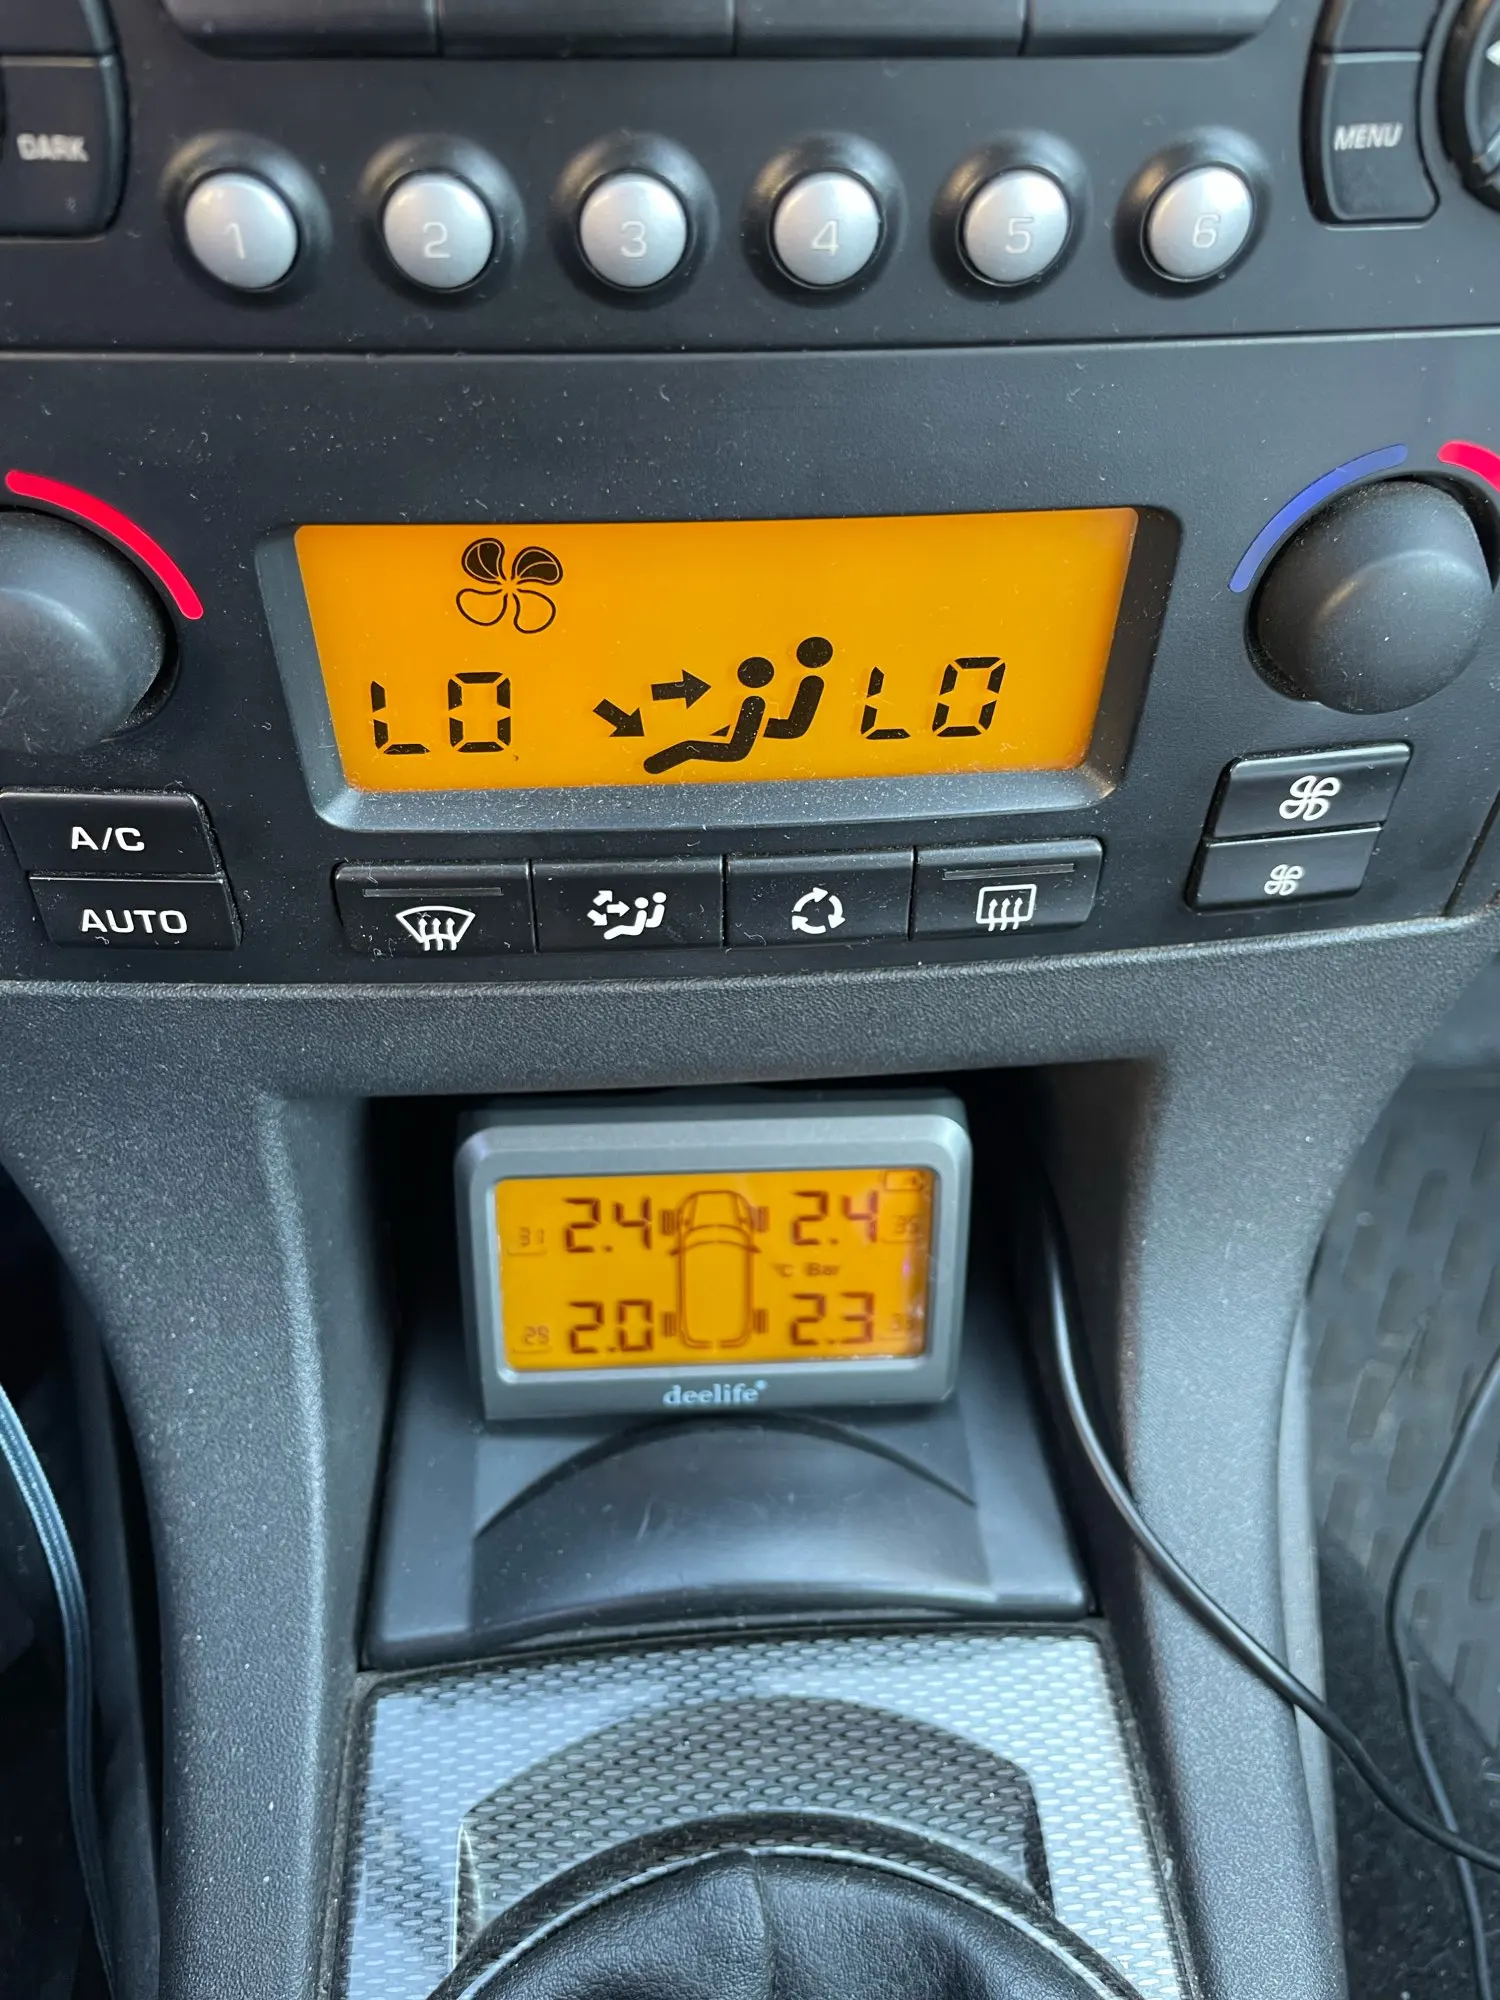 DARK
1 2 3 4 5 6
MENU
LO LO
A/C
AUTO
31 2.4 2.4
°C Bar
2.0 2.3
deelife